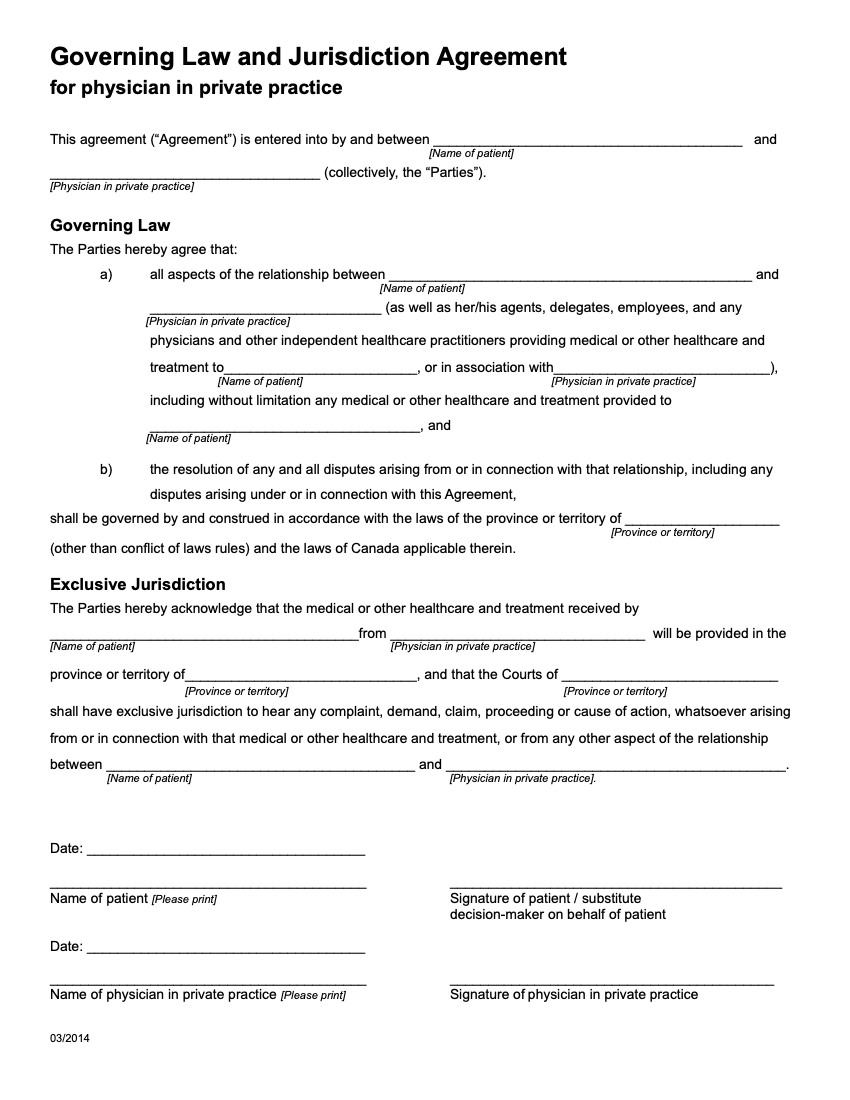 Governing Law and Jurisdiction Agreement
for physician in private practice
This agreement (“Agreement”) is entered into by and between ________________________________________ and
[Name of patient]
___________________________________ (collectively, the “Parties”).
[Physician in private practice]
Governing Law
The Parties hereby agree that:
a) all aspects of the relationship between _______________________________________________ and
[Name of patient]
______________________________ (as well as her/his agents, delegates, employees, and any
[Physician in private practice]
physicians and other independent healthcare practitioners providing medical or other healthcare and
treatment to_________________________, or in association with____________________________),
[Name of patient] [Physician in private practice]
including without limitation any medical or other healthcare and treatment provided to
___________________________________, and
[Name of patient]
b) the resolution of any and all disputes arising from or in connection with that relationship, including any
disputes arising under or in connection with this Agreement,
shall be governed by and construed in accordance with the laws of the province or territory of ____________________
[Province or territory]
(other than conflict of laws rules) and the laws of Canada applicable therein.
Exclusive Jurisdiction
The Parties hereby acknowledge that the medical or other healthcare and treatment received by
________________________________________from _________________________________ will be provided in the
[Name of patient] [Physician in private practice]
province or territory of______________________________, and that the Courts of ____________________________
[Province or territory] [Province or territory]
shall have exclusive jurisdiction to hear any complaint, demand, claim, proceeding or cause of action, whatsoever arising
from or in connection with that medical or other healthcare and treatment, or from any other aspect of the relationship
between ________________________________________ and ____________________________________________.
[Name of patient] [Physician in private practice].
Date: ____________________________________
_________________________________________ ___________________________________________
Name of patient [Please print] Signature of patient / substitute
decision-maker on behalf of patient
Date: ____________________________________
_________________________________________ __________________________________________
Name of physician in private practice [Please print] Signature of physician in private practice
03/2014